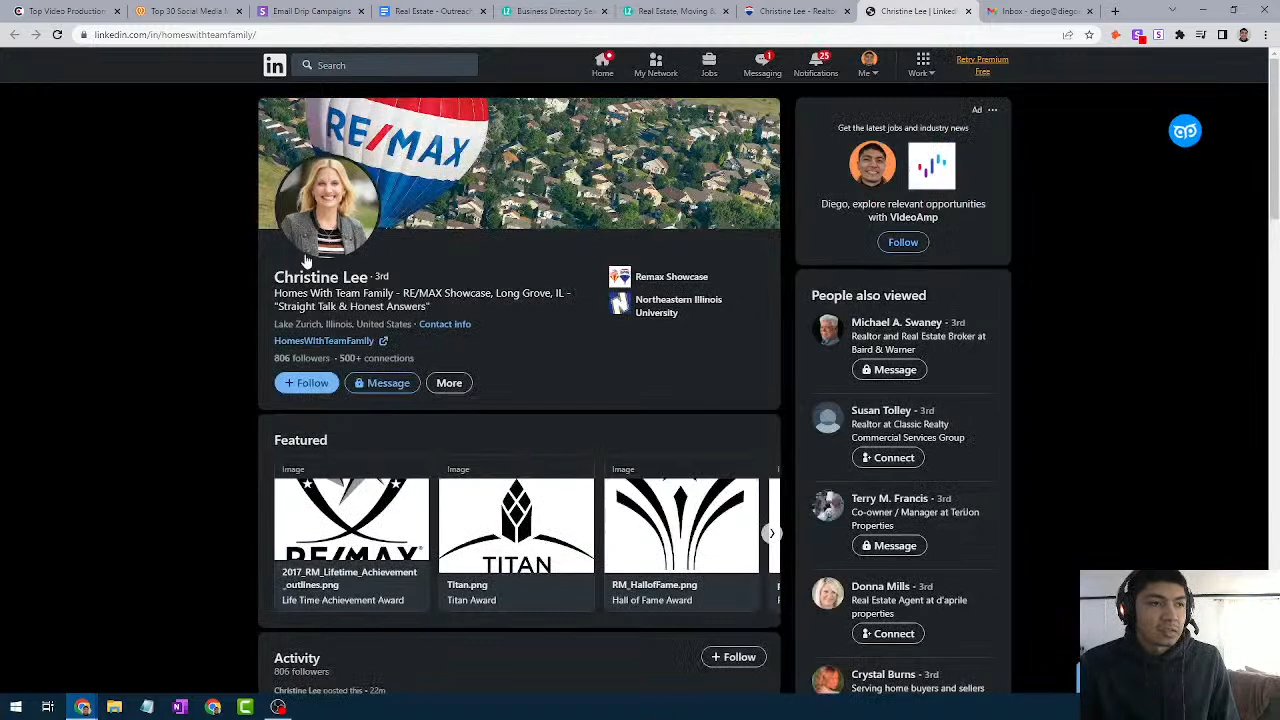 Top Video Production
Top 30 Social Media
Email Drip Campaigns
Real Estate - Outreach
Business Directory Se
Real Estate, Moving &
Christine Lee - Realto
Christine Lee | Linked
Inbox - diego@diego
linkedin.com/in/homeswithteamfamily/
in
Search
Home
My Network
Jobs
1
Messaging
25
Notifications
Me
Work
Retry Premium
Free
RE/MAX
Christine Lee · 3rd
Homes With Team Family - RE/MAX Showcase, Long Grove, IL -
"Straight Talk & Honest Answers"
Lake Zurich, Illinois, United States · Contact info
HomesWIthTeamFamily
806 followers · 500+ connections
+ Follow
Message
More
Remax Showcase
Northeastern Illinois
University
Featured
Image
RE/MAX
2017_RM_Lifetime_Achievement
_outlines.png
Life Time Achievement Award
Image
TITAN
Titan.png
Titan Award
Image
RM_HallofFame.png
Hall of Fame Award
Activity
806 followers
+ Follow
Christine Lee posted this · 22m
Ad
Get the latest jobs and industry news
Diego, explore relevant opportunities
with VideoAmp
Follow
People also viewed
Michael A. Swaney · 3rd
Realtor and Real Estate Broker at
Baird & Warner
Message
Susan Tolley · 3rd
Realtor at Classic Realty
Commercial Services Group
Connect
Terry M. Francis · 3rd
Co-owner / Manager at TeriJon
Properties
Message
Donna Mills · 3rd
Real Estate Agent at d'aprile
properties
Connect
Crystal Burns · 3rd
Serving home buyers and sellers